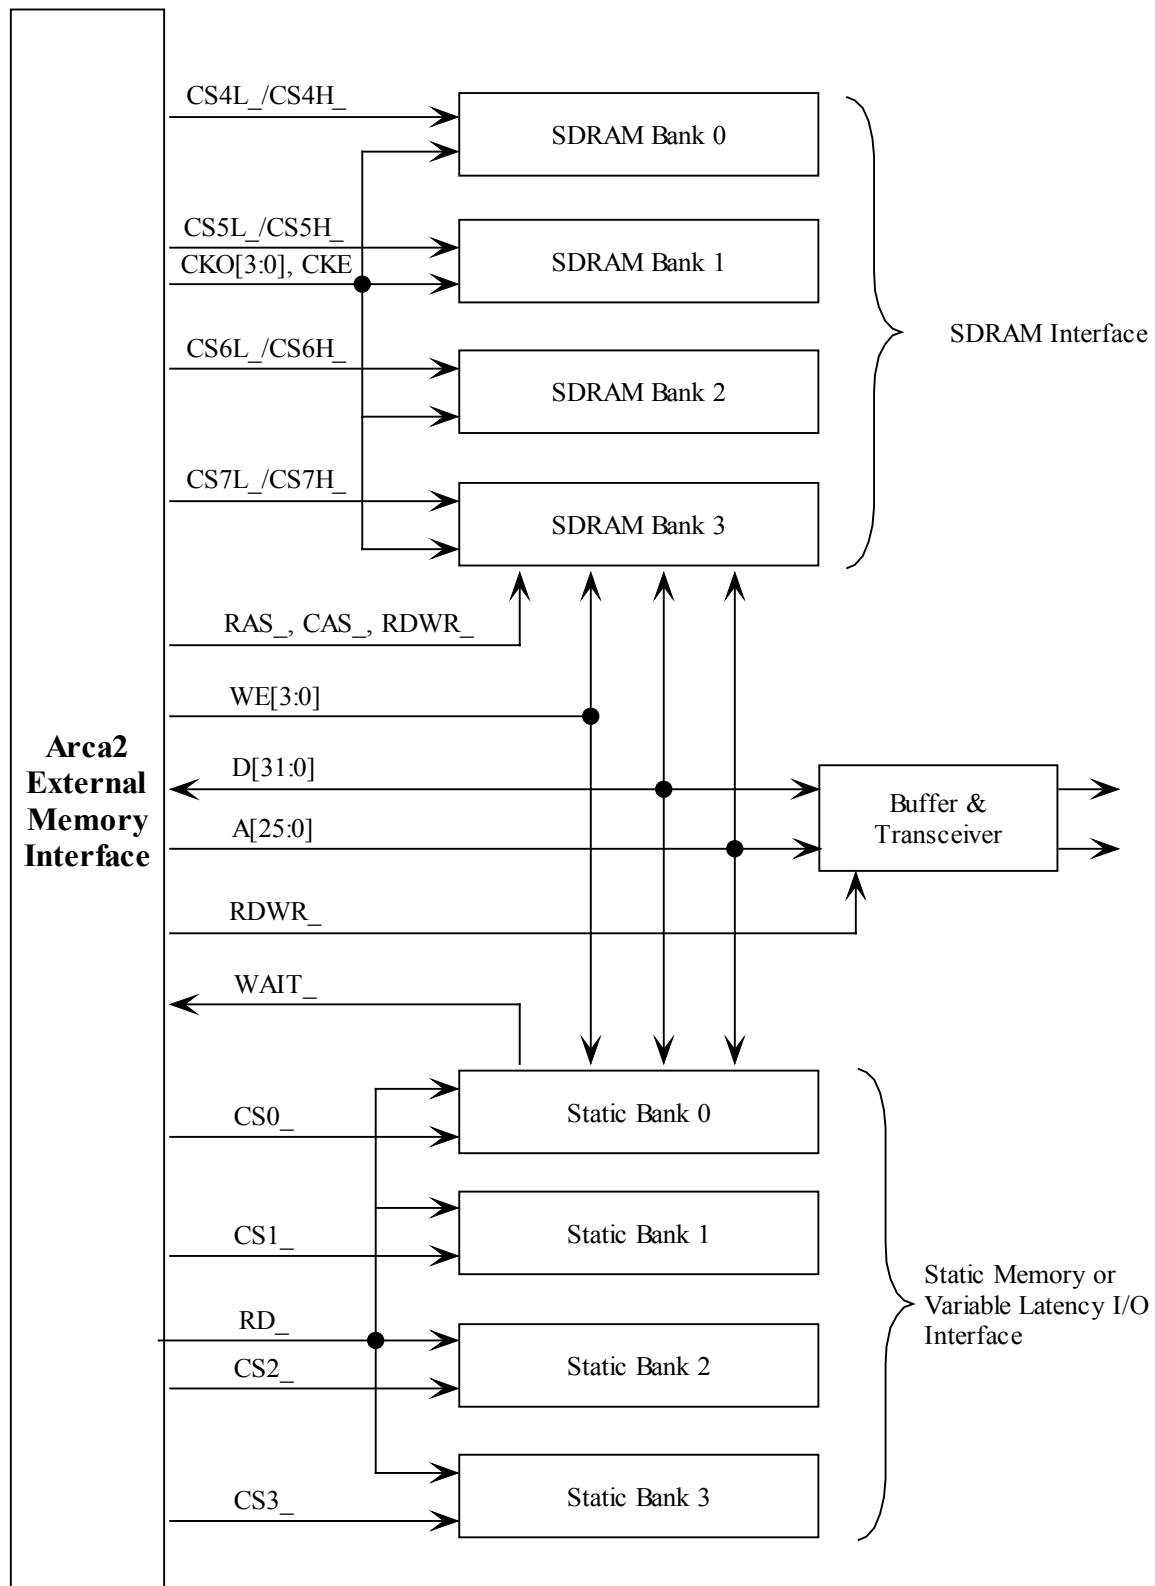 CS4L_/CS4H_
SDRAM Bank 0
CS5L_/CS5H_
CKO[3:0], CKE
SDRAM Bank 1
SDRAM Interface
CS6L_/CS6H_
SDRAM Bank 2
CS7L_/CS7H_
SDRAM Bank 3
RAS_, CAS_, RDWR_
WE[3:0]
Arca2
External
Memory
Interface
D[31:0]
A[25:0]
Buffer &
Transceiver
RDWR_
WAIT_
CS0_
Static Bank 0
CS1_
Static Bank 1
Static Memory or
Variable Latency I/O
Interface
RD_
CS2_
Static Bank 2
CS3_
Static Bank 3